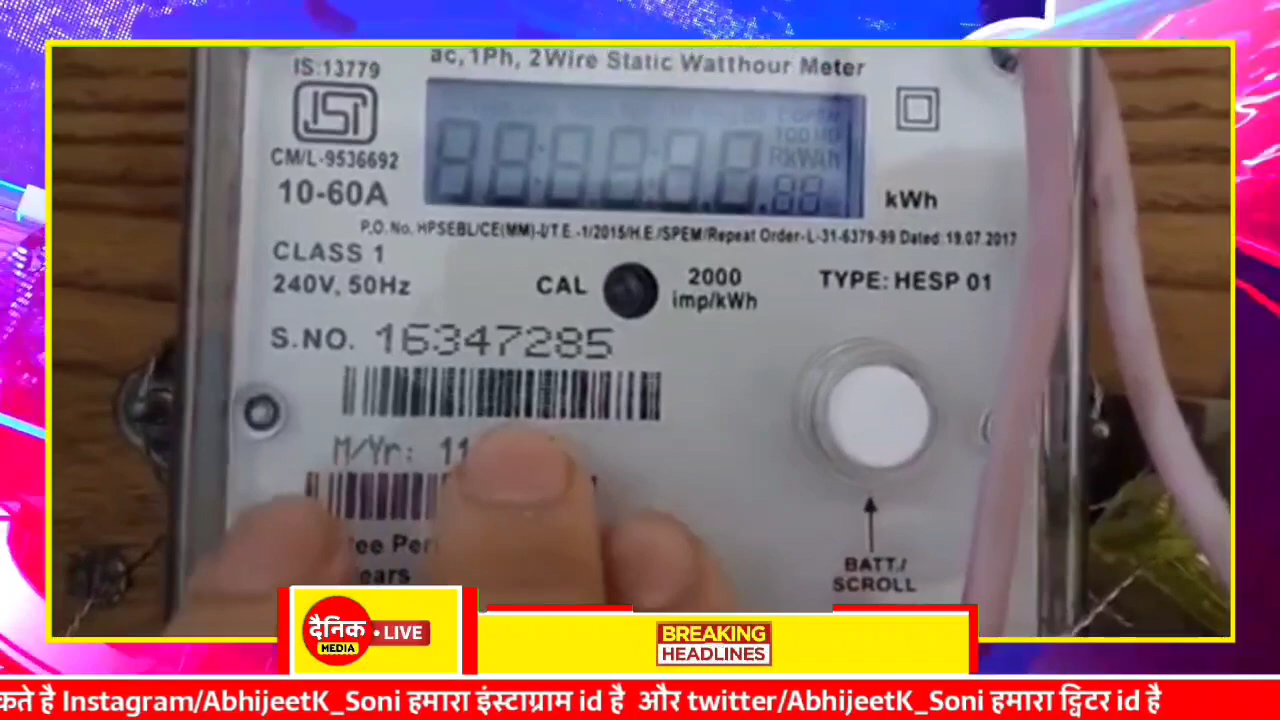 ac, 1Ph, 2Wire Static Watthour Meter
IS:13779
ISI
CM/L-9536692
10-60A
kWh
P.O. No. HPSEBL/CE(MM)-I/T.E.-1/2015/H.E./SPEM/Repeat Order-L-31-6379-99 Dated:19.07.2017
CLASS 1
240V, 50Hz
CAL
2000
imp/kWh
TYPE: HESP 01
S.NO. 16347285
M/Yr: 11
BATT./
SCROLL
दैनिक
MEDIA
• LIVE
BREAKING
HEADLINES
कते है Instagram/AbhijeetK_Soni हमारा इंस्टाग्राम id है और twitter/AbhijeetK_Soni हमारा ट्विटर id है